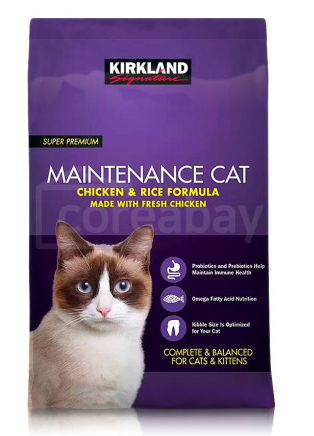 KIRKLAND
Signature
SUPER PREMIUM
MAINTENANCE CAT
CHICKEN & RICE FORMULA
MADE WITH FRESH CHICKEN
coreabay
Probiotics and Prebiotics Help
Maintain Immune Health
Omega Fatty Acid Nutrition
Kibble Size Is Optimized
for Your Cat
COMPLETE & BALANCED
FOR CATS & KITTENS